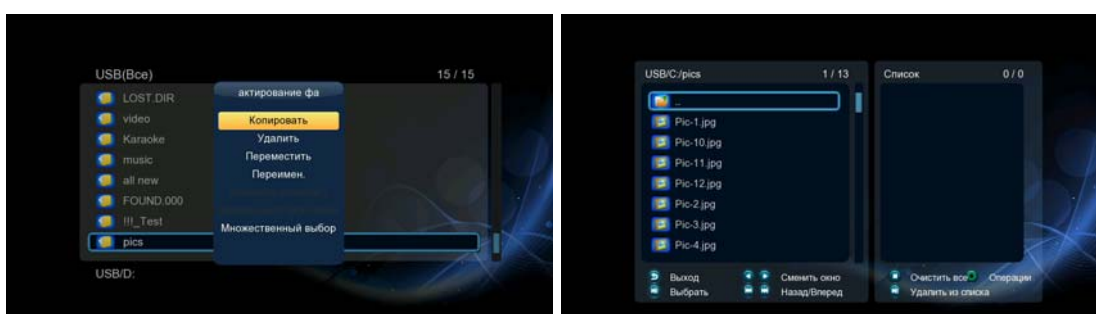 USB(Все) 15 / 15
LOST.DIR
video
Karaoke
music
all new
FOUND.000
!!!_Test
pics
актирование фа
Копировать
Удалить
Переместить
Переимен.
Множественный выбор
USB/D:
USB/C:/pics 1 / 13
..
Pic-1.jpg
Pic-10.jpg
Pic-11.jpg
Pic-12.jpg
Pic-2.jpg
Pic-3.jpg
Pic-4.jpg
Список 0 / 0
Выход Сменить окно
Выбрать Назад/Вперед
Очистить все Операции
Удалить из списка